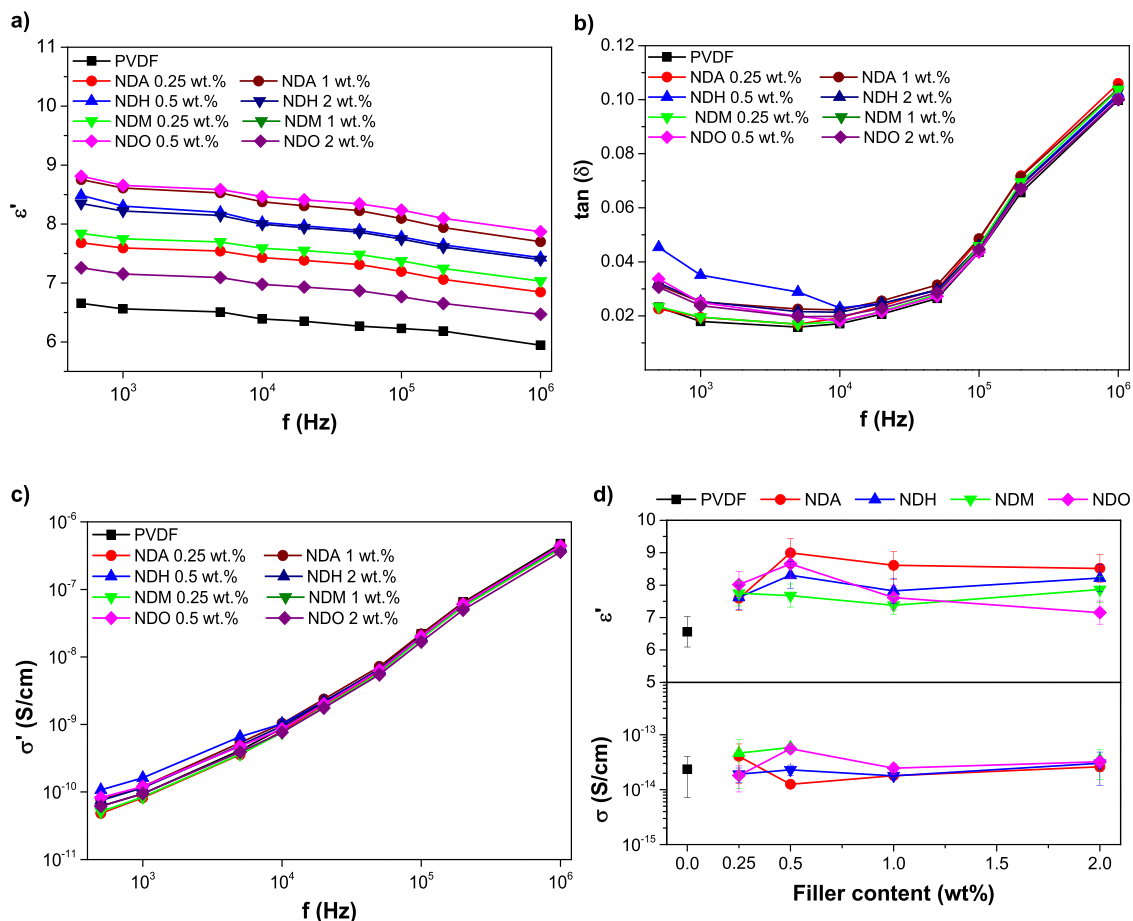 a)
11
10
9
8
7
6
ε'
PVDF
NDA 0.25 wt.% NDA 1 wt.%
NDH 0.5 wt.% NDH 2 wt.%
NDM 0.25 wt.% NDM 1 wt.%
NDO 0.5 wt.% NDO 2 wt.%
10³ 10⁴ 10⁵ 10⁶
f (Hz)
b)
0.12
0.10
0.08
0.06
0.04
0.02
tan (δ)
PVDF
NDA 0.25 wt.% NDA 1 wt.%
NDH 0.5 wt.% NDH 2 wt.%
NDM 0.25 wt.% NDM 1 wt.%
NDO 0.5 wt.% NDO 2 wt.%
10³ 10⁴ 10⁵ 10⁶
f (Hz)
c)
10⁻⁶
10⁻⁷
10⁻⁸
10⁻⁹
10⁻¹⁰
10⁻¹¹
σ' (S/cm)
PVDF
NDA 0.25 wt.% NDA 1 wt.%
NDH 0.5 wt.% NDH 2 wt.%
NDM 0.25 wt.% NDM 1 wt.%
NDO 0.5 wt.% NDO 2 wt.%
10³ 10⁴ 10⁵ 10⁶
f (Hz)
d)
PVDF NDA NDH NDM NDO
10
9
8
7
6
5
ε'
10⁻¹³
10⁻¹⁴
10⁻¹⁵
σ (S/cm)
0.0 0.25 0.5 1.0 1.5 2.0
Filler content (wt%)